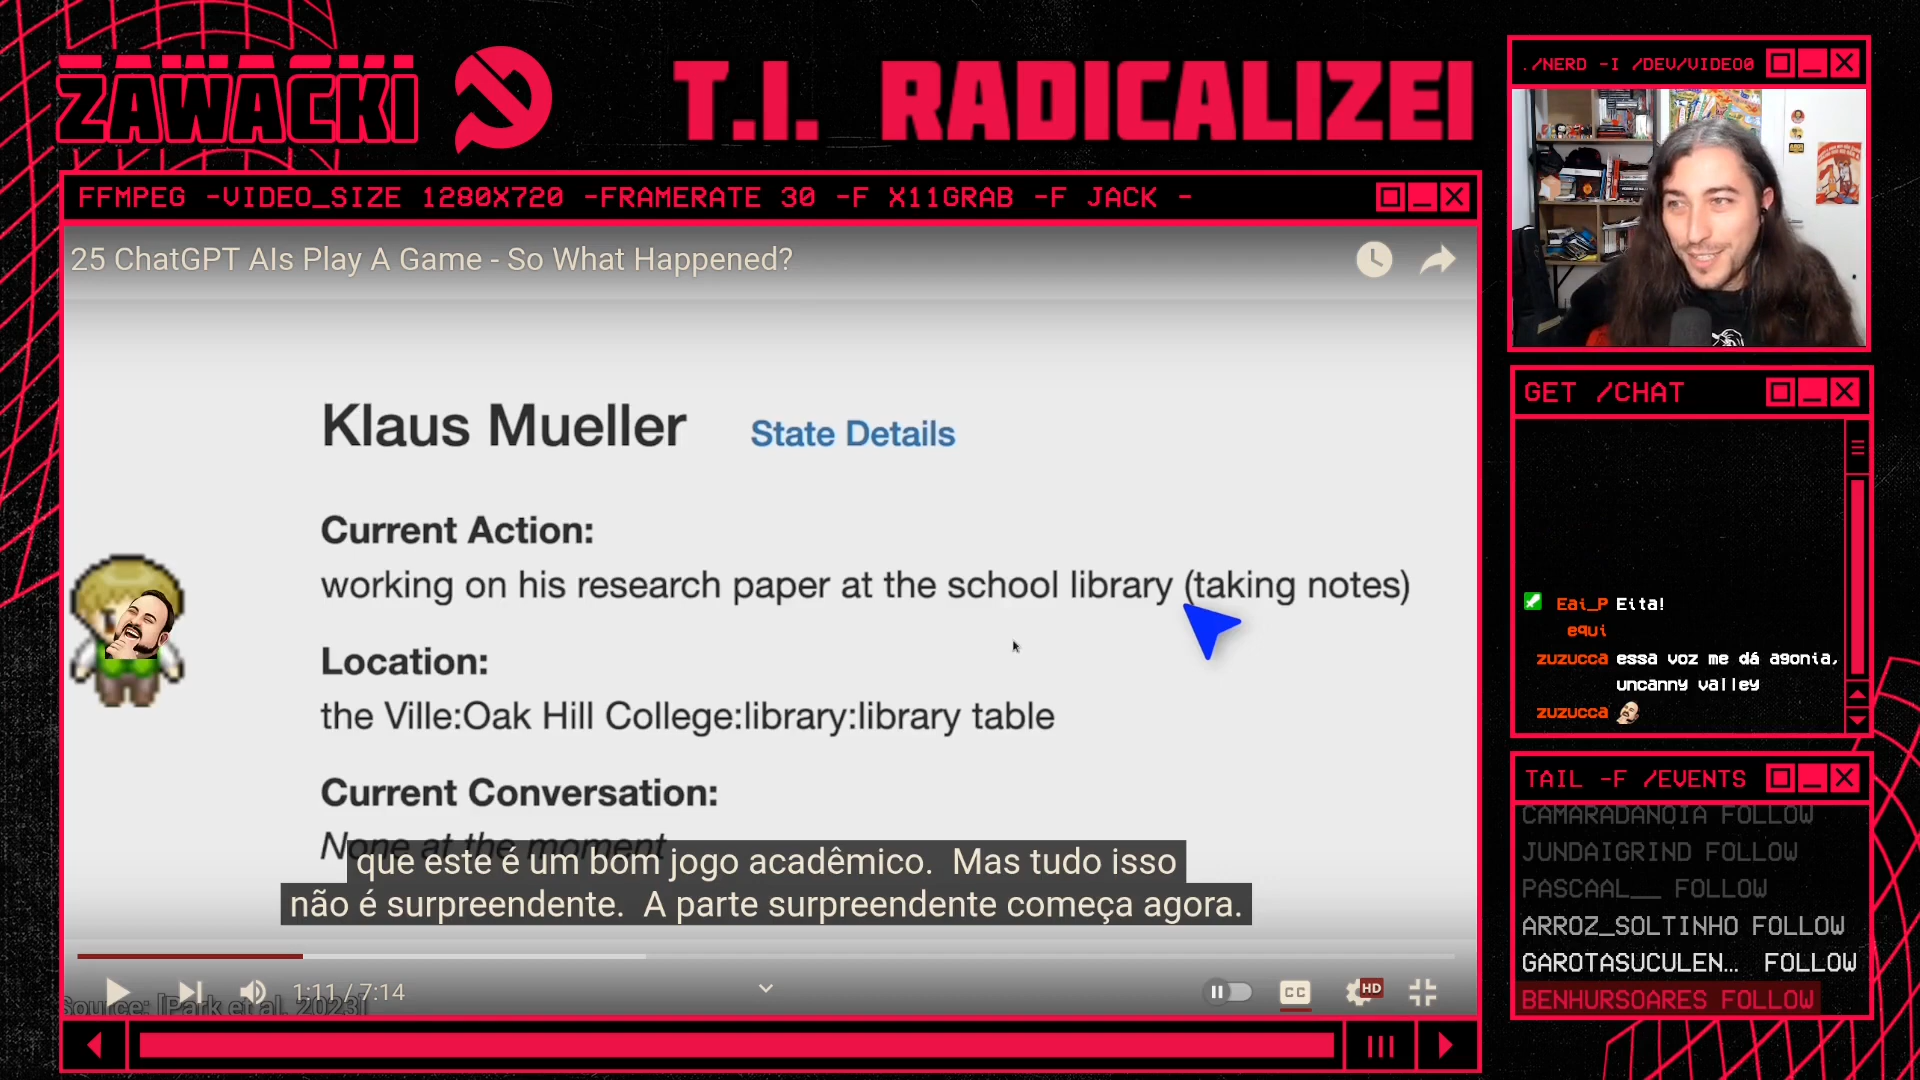 ZAWACKI
T.I. RADICALIZEI
FFMPEG -VIDEO_SIZE 1280X720 -FRAMERATE 30 -F X11GRAB -F JACK -
25 ChatGPT AIs Play A Game - So What Happened?
Klaus Mueller State Details
Current Action:
working on his research paper at the school library (taking notes)
Location:
the Ville:Oak Hill College:library:library table
Current Conversation:
None at the moment
que este é um bom jogo acadêmico. Mas tudo isso
não é surpreendente. A parte surpreendente começa agora.
1:11 / 7:14
CC
HD
Source: [Park et al. 2023]
./NERD -I /DEV/VIDEO0
GET /CHAT
Eai_P Eita!
equi
zuzucca essa voz me dá agonia,
uncanny valley
zuzucca
TAIL -F /EVENTS
CAMARADANOIA FOLLOW
JUNDAIGRIND FOLLOW
PASCAAL__ FOLLOW
ARROZ_SOLTINHO FOLLOW
GAROTASUCULEN... FOLLOW
BENHURSOARES FOLLOW